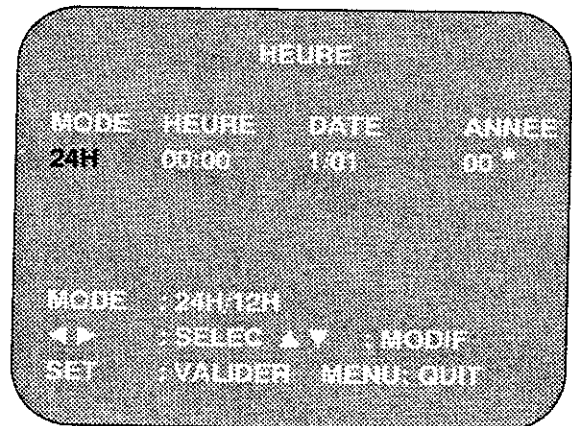 HEURE
MODE HEURE DATE ANNEE
24H 00:00 1/01 00 *
MODE : 24H/12H
◀ ▶ : SELEC ▲ ▼ : MODIF
SET : VALIDER MENU: QUIT